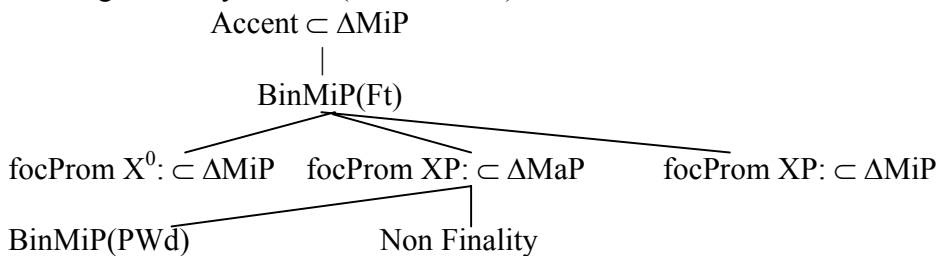 Accent ⊂ ΔMiP
BinMiP(Ft)
focProm X⁰: ⊂ ΔMiP focProm XP: ⊂ ΔMaP focProm XP: ⊂ ΔMiP
BinMiP(PWd) Non Finality